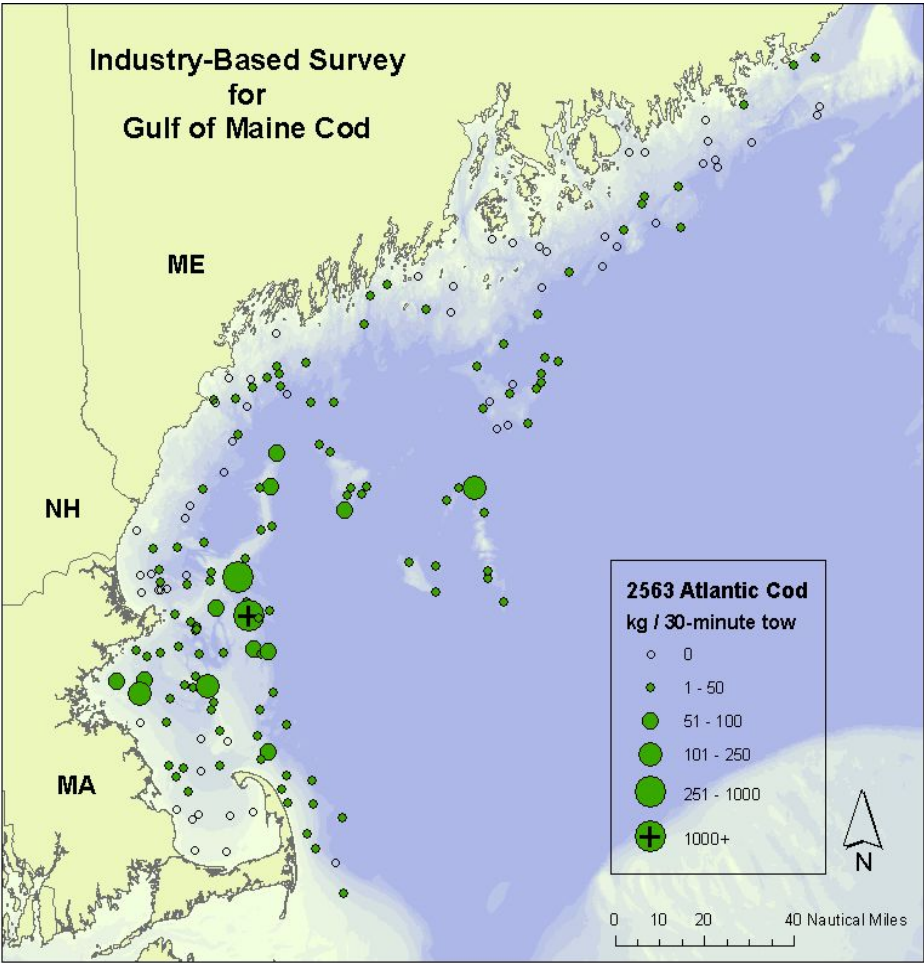 Industry-Based Survey
for
Gulf of Maine Cod
ME
NH
MA
2563 Atlantic Cod
kg / 30-minute tow
0
1 - 50
51 - 100
101 - 250
251 - 1000
1000+
N
0 10 20 40 Nautical Miles